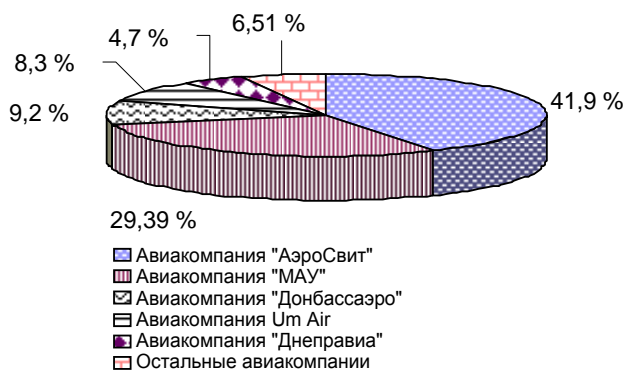 6,51 %
4,7 %
8,3 %
9,2 %
41,9 %
29,39 %
Авиакомпания "АэроСвит"
Авиакомпания "МАУ"
Авиакомпания "Донбассаэро"
Авиакомпания Um Air
Авиакомпания "Днеправиа"
Остальные авиакомпании